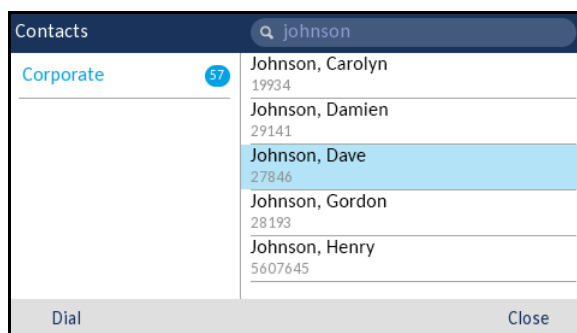 Contacts
johnson
Corporate 57
Johnson, Carolyn
19934
Johnson, Damien
29141
Johnson, Dave
27846
Johnson, Gordon
28193
Johnson, Henry
5607645
Dial
Close